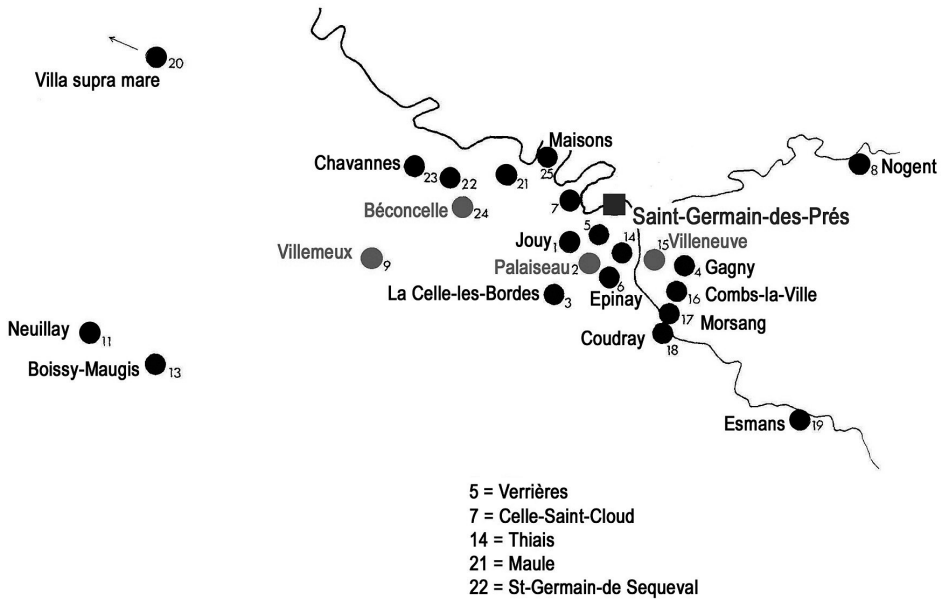 20
Villa supra mare
Maisons
25
Chavannes
23
22
21
8
Nogent
Béconcelle
24
7
Saint-Germain-des-Prés
5
Villemeux
9
Jouy
1
14
15
Villeneuve
Palaiseau
2
4
Gagny
La Celle-les-Bordes
3
6
Epinay
16
Combs-la-Ville
Neuillay
11
17
Morsang
Coudray
18
Boissy-Maugis
13
Esmans
19
5 = Verrières
7 = Celle-Saint-Cloud
14 = Thiais
21 = Maule
22 = St-Germain-de Sequeval